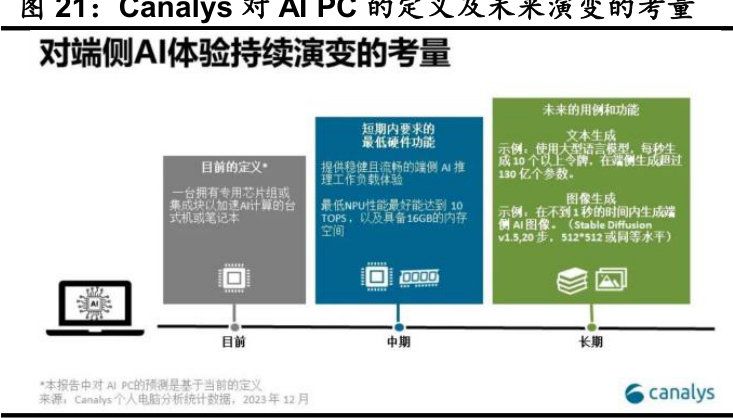 图 21：Canalys 对 AI PC 的定义及未来演变的考量
对端侧AI体验持续演变的考量
目前的定义*
一台拥有专用芯片组或
集成块以加速AI计算的台
式机或笔记本
短期内要求的
最低硬件功能
提供稳健且流畅的端侧 AI 推
理工作负载体验
最低NPU性能最好能达到 10
TOPS，以及具备16GB的内存
空间
未来的用例和功能
文本生成
示例：使用大型语言模型，每秒生
成 10 个以上令牌，在端侧生成超过
130 亿个参数。
图像生成
示例：在不到 1 秒的时间内生成端
侧 AI 图像。（Stable Diffusion
v1.5,20 步，512*512 或同等水平）
AI
目前
中期
长期
*本报告中对 AI PC的预测是基于当前的定义
来源：Canalys 个人电脑分析统计数据，2023 年 12 月
canalys